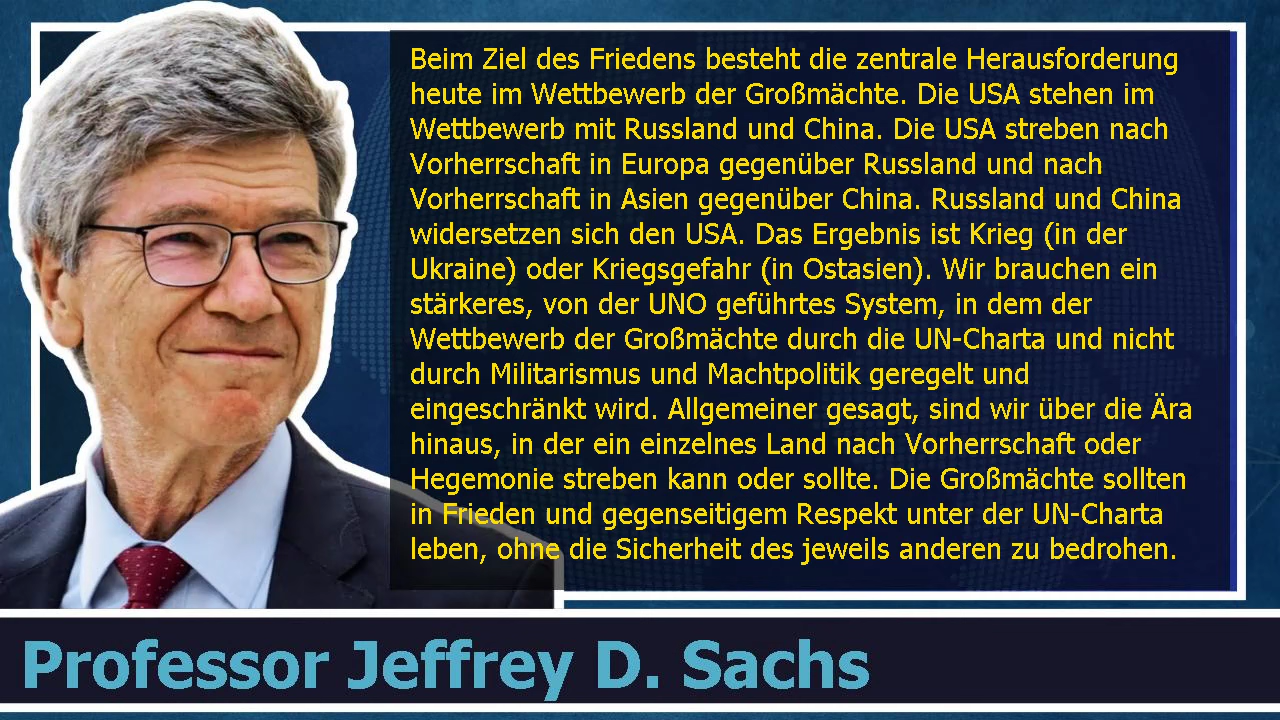 Beim Ziel des Friedens besteht die zentrale Herausforderung
heute im Wettbewerb der Großmächte. Die USA stehen im
Wettbewerb mit Russland und China. Die USA streben nach
Vorherrschaft in Europa gegenüber Russland und nach
Vorherrschaft in Asien gegenüber China. Russland und China
widersetzen sich den USA. Das Ergebnis ist Krieg (in der
Ukraine) oder Kriegsgefahr (in Ostasien). Wir brauchen ein
stärkeres, von der UNO geführtes System, in dem der
Wettbewerb der Großmächte durch die UN-Charta und nicht
durch Militarismus und Machtpolitik geregelt und
eingeschränkt wird. Allgemeiner gesagt, sind wir über die Ära
hinaus, in der ein einzelnes Land nach Vorherrschaft oder
Hegemonie streben kann oder sollte. Die Großmächte sollten
in Frieden und gegenseitigem Respekt unter der UN-Charta
leben, ohne die Sicherheit des jeweils anderen zu bedrohen.
Professor Jeffrey D. Sachs